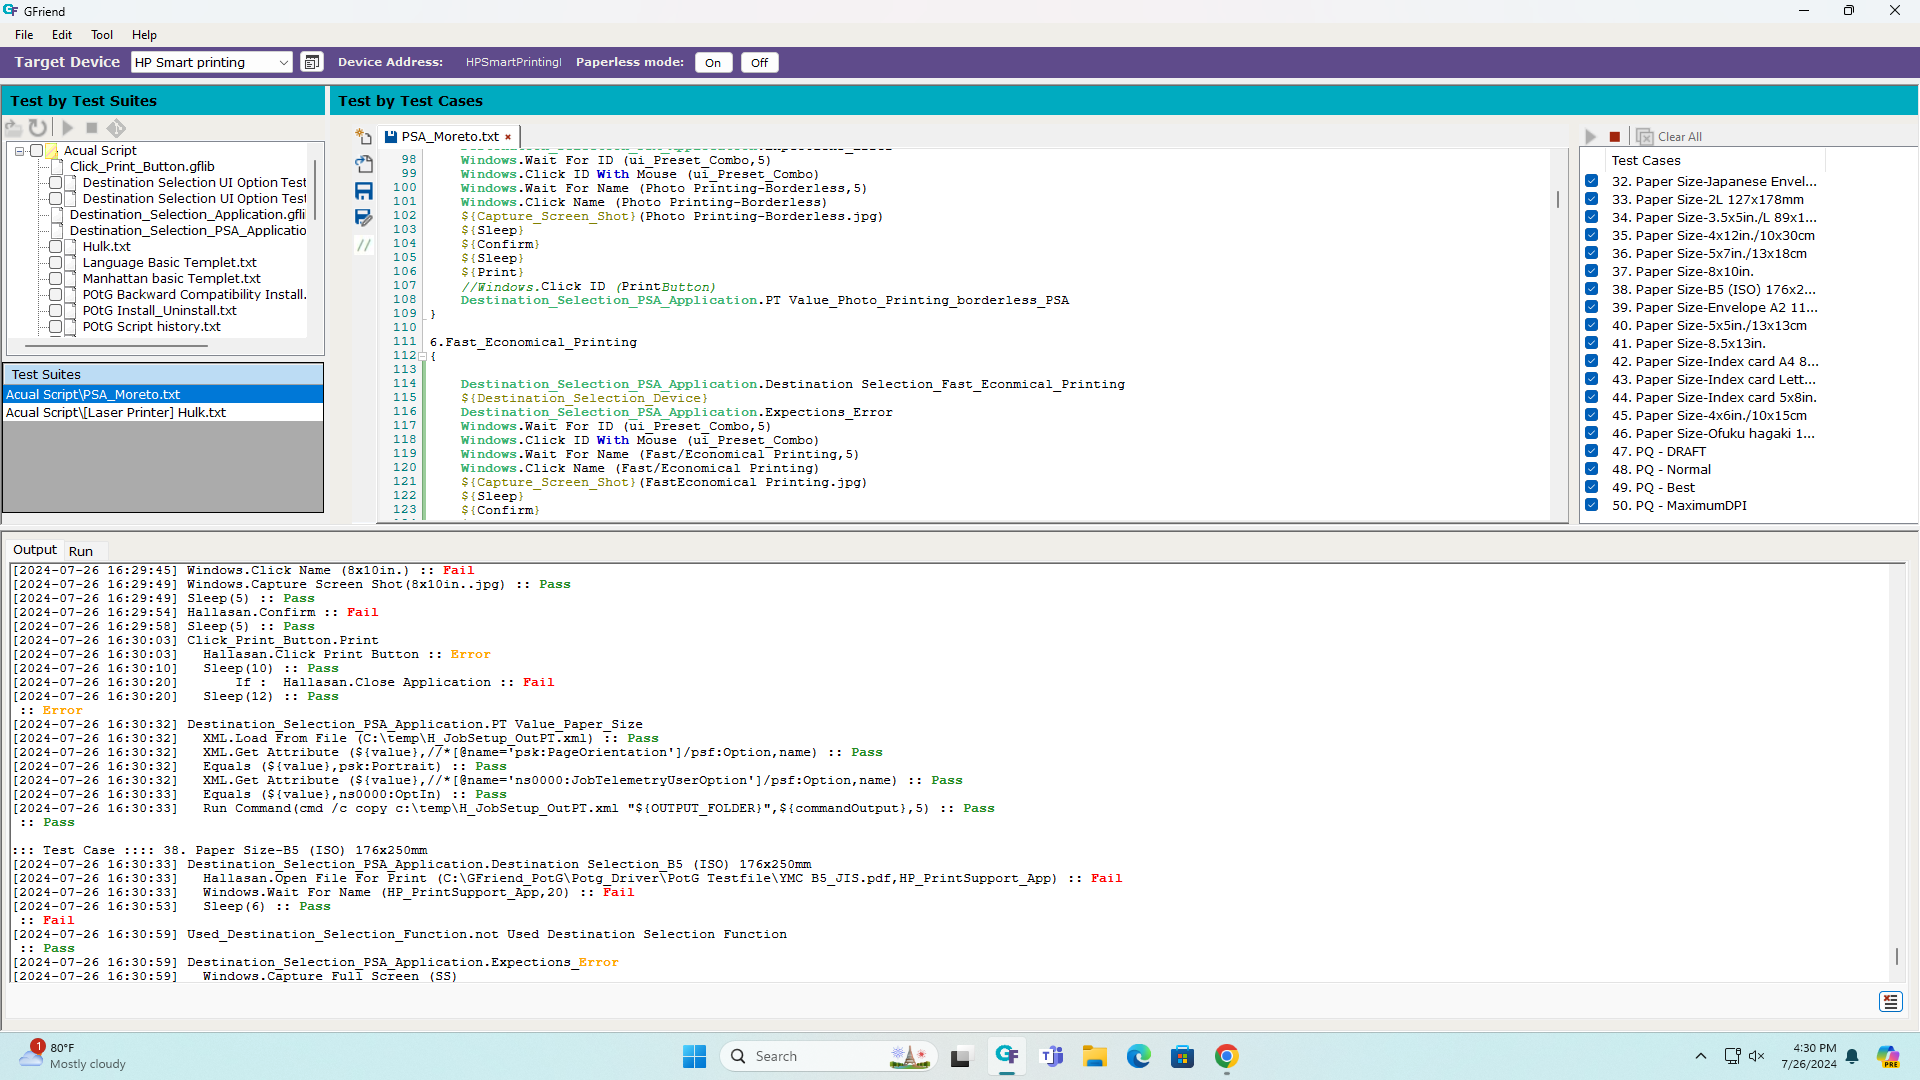 GFriend
File Edit Tool Help
Target Device HP Smart printing Device Address: HPSmartPrintingI Paperless mode: On Off
Test by Test Suites
Acual Script
Click_Print_Button.gflib
Destination Selection UI Option Test
Destination Selection UI Option Test
Destination_Selection_Application.gfli
Destination_Selection_PSA_Applicatio
Hulk.txt
Language Basic Templet.txt
Manhattan basic Templet.txt
POtG Backward Compatibility Install.
POtG Install_Uninstall.txt
POtG Script history.txt
Test Suites
Acual Script\PSA_Moreto.txt
Acual Script\[Laser Printer] Hulk.txt
Test by Test Cases
PSA_Moreto.txt ×
98 Windows.Wait For ID (ui_Preset_Combo,5)
99 Windows.Click ID With Mouse (ui_Preset_Combo)
100 Windows.Wait For Name (Photo Printing-Borderless,5)
101 Windows.Click Name (Photo Printing-Borderless)
102 ${Capture_Screen_Shot}(Photo Printing-Borderless.jpg)
103 ${Sleep}
104 ${Confirm}
105 ${Sleep}
106 ${Print}
107 //Windows.Click ID (PrintButton)
108 Destination_Selection_PSA_Application.PT Value_Photo_Printing_borderless_PSA
109 }
110
111 6.Fast_Economical_Printing
112 {
113
114 Destination_Selection_PSA_Application.Destination Selection_Fast_Econmical_Printing
115 ${Destination_Selection_Device}
116 Destination_Selection_PSA_Application.Expections_Error
117 Windows.Wait For ID (ui_Preset_Combo,5)
118 Windows.Click ID With Mouse (ui_Preset_Combo)
119 Windows.Wait For Name (Fast/Economical Printing,5)
120 Windows.Click Name (Fast/Economical Printing)
121 ${Capture_Screen_Shot}(FastEconomical Printing.jpg)
122 ${Sleep}
123 ${Confirm}
Clear All
Test Cases
32. Paper Size-Japanese Envel...
33. Paper Size-2L 127x178mm
34. Paper Size-3.5x5in./L 89x1...
35. Paper Size-4x12in./10x30cm
36. Paper Size-5x7in./13x18cm
37. Paper Size-8x10in.
38. Paper Size-B5 (ISO) 176x2...
39. Paper Size-Envelope A2 11...
40. Paper Size-5x5in./13x13cm
41. Paper Size-8.5x13in.
42. Paper Size-Index card A4 8...
43. Paper Size-Index card Lett...
44. Paper Size-Index card 5x8in.
45. Paper Size-4x6in./10x15cm
46. Paper Size-Ofuku hagaki 1...
47. PQ - DRAFT
48. PQ - Normal
49. PQ - Best
50. PQ - MaximumDPI
Output Run
[2024-07-26 16:29:45] Windows.Click Name (8x10in.) :: Fail
[2024-07-26 16:29:49] Windows.Capture Screen Shot(8x10in..jpg) :: Pass
[2024-07-26 16:29:49] Sleep(5) :: Pass
[2024-07-26 16:29:54] Hallasan.Confirm :: Fail
[2024-07-26 16:29:58] Sleep(5) :: Pass
[2024-07-26 16:30:03] Click_Print_Button.Print
[2024-07-26 16:30:03] Hallasan.Click Print Button :: Error
[2024-07-26 16:30:10] Sleep(10) :: Pass
[2024-07-26 16:30:20] If : Hallasan.Close Application :: Fail
[2024-07-26 16:30:20] Sleep(12) :: Pass
:: Error
[2024-07-26 16:30:32] Destination_Selection_PSA_Application.PT Value_Paper_Size
[2024-07-26 16:30:32] XML.Load From File (C:\temp\H_JobSetup_OutPT.xml) :: Pass
[2024-07-26 16:30:32] XML.Get Attribute (${value},//*[@name='psk:PageOrientation']/psf:Option,name) :: Pass
[2024-07-26 16:30:32] Equals (${value},psk:Portrait) :: Pass
[2024-07-26 16:30:32] XML.Get Attribute (${value},//*[@name='ns0000:JobTelemetryUserOption']/psf:Option,name) :: Pass
[2024-07-26 16:30:33] Equals (${value},ns0000:OptIn) :: Pass
[2024-07-26 16:30:33] Run Command(cmd /c copy c:\temp\H_JobSetup_OutPT.xml "${OUTPUT_FOLDER}",${commandOutput},5) :: Pass
:: Pass
::: Test Case :::: 38. Paper Size-B5 (ISO) 176x250mm
[2024-07-26 16:30:33] Destination_Selection_PSA_Application.Destination Selection_B5 (ISO) 176x250mm
[2024-07-26 16:30:33] Hallasan.Open File For Print (C:\GFriend_PotG\Potg_Driver\PotG Testfile\YMC B5_JIS.pdf,HP_PrintSupport_App) :: Fail
[2024-07-26 16:30:33] Windows.Wait For Name (HP_PrintSupport_App,20) :: Fail
[2024-07-26 16:30:53] Sleep(6) :: Pass
:: Fail
[2024-07-26 16:30:59] Used_Destination_Selection_Function.not Used Destination Selection Function
:: Pass
[2024-07-26 16:30:59] Destination_Selection_PSA_Application.Expections_Error
[2024-07-26 16:30:59] Windows.Capture Full Screen (SS)
1
80°F
Mostly cloudy
Search
4:30 PM
7/26/2024
PRE